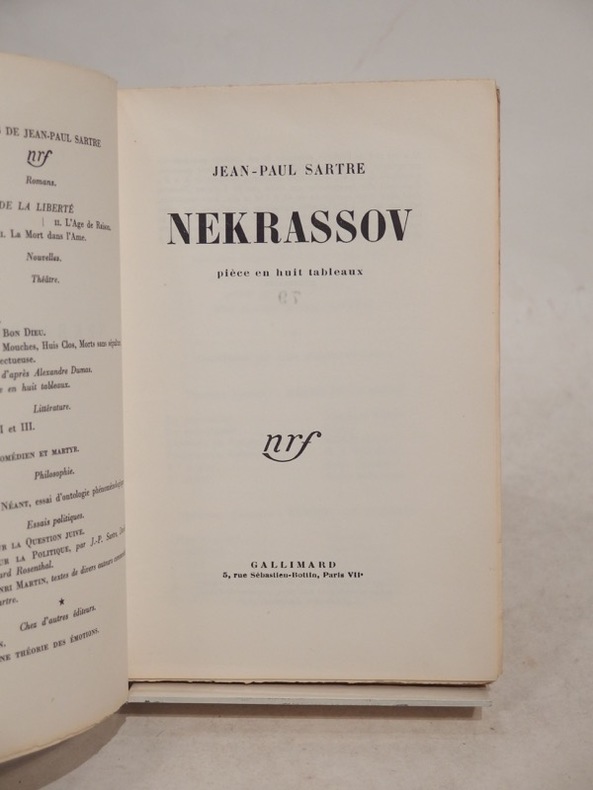 DE JEAN-PAUL SARTRE
nrf
Romans.
DE LA LIBERTÉ
II. L'Age de Raison.
La Mort dans l'Ame.
Nouvelles.
Théâtre.
BON DIEU.
Mouches, Huis Clos, Morts sans
d'après Alexandre Dumas.
en huit tableaux.
Littérature.
et III.
ET MARTYR.
Philosophie.
NÉANT, essai d'ontologie
Essais politiques.
LA QUESTION JUIVE.
LA POLITIQUE, par J.-P. Sartre,
Rosenthal.
MARTIN, textes de divers auteurs
★
Chez d'autres éditeurs.
THÉORIE DES ÉMOTIONS.
JEAN-PAUL SARTRE
NEKRASSOV
pièce en huit tableaux
nrf
GALLIMARD
5, rue Sébastien-Bottin, Paris VIIe